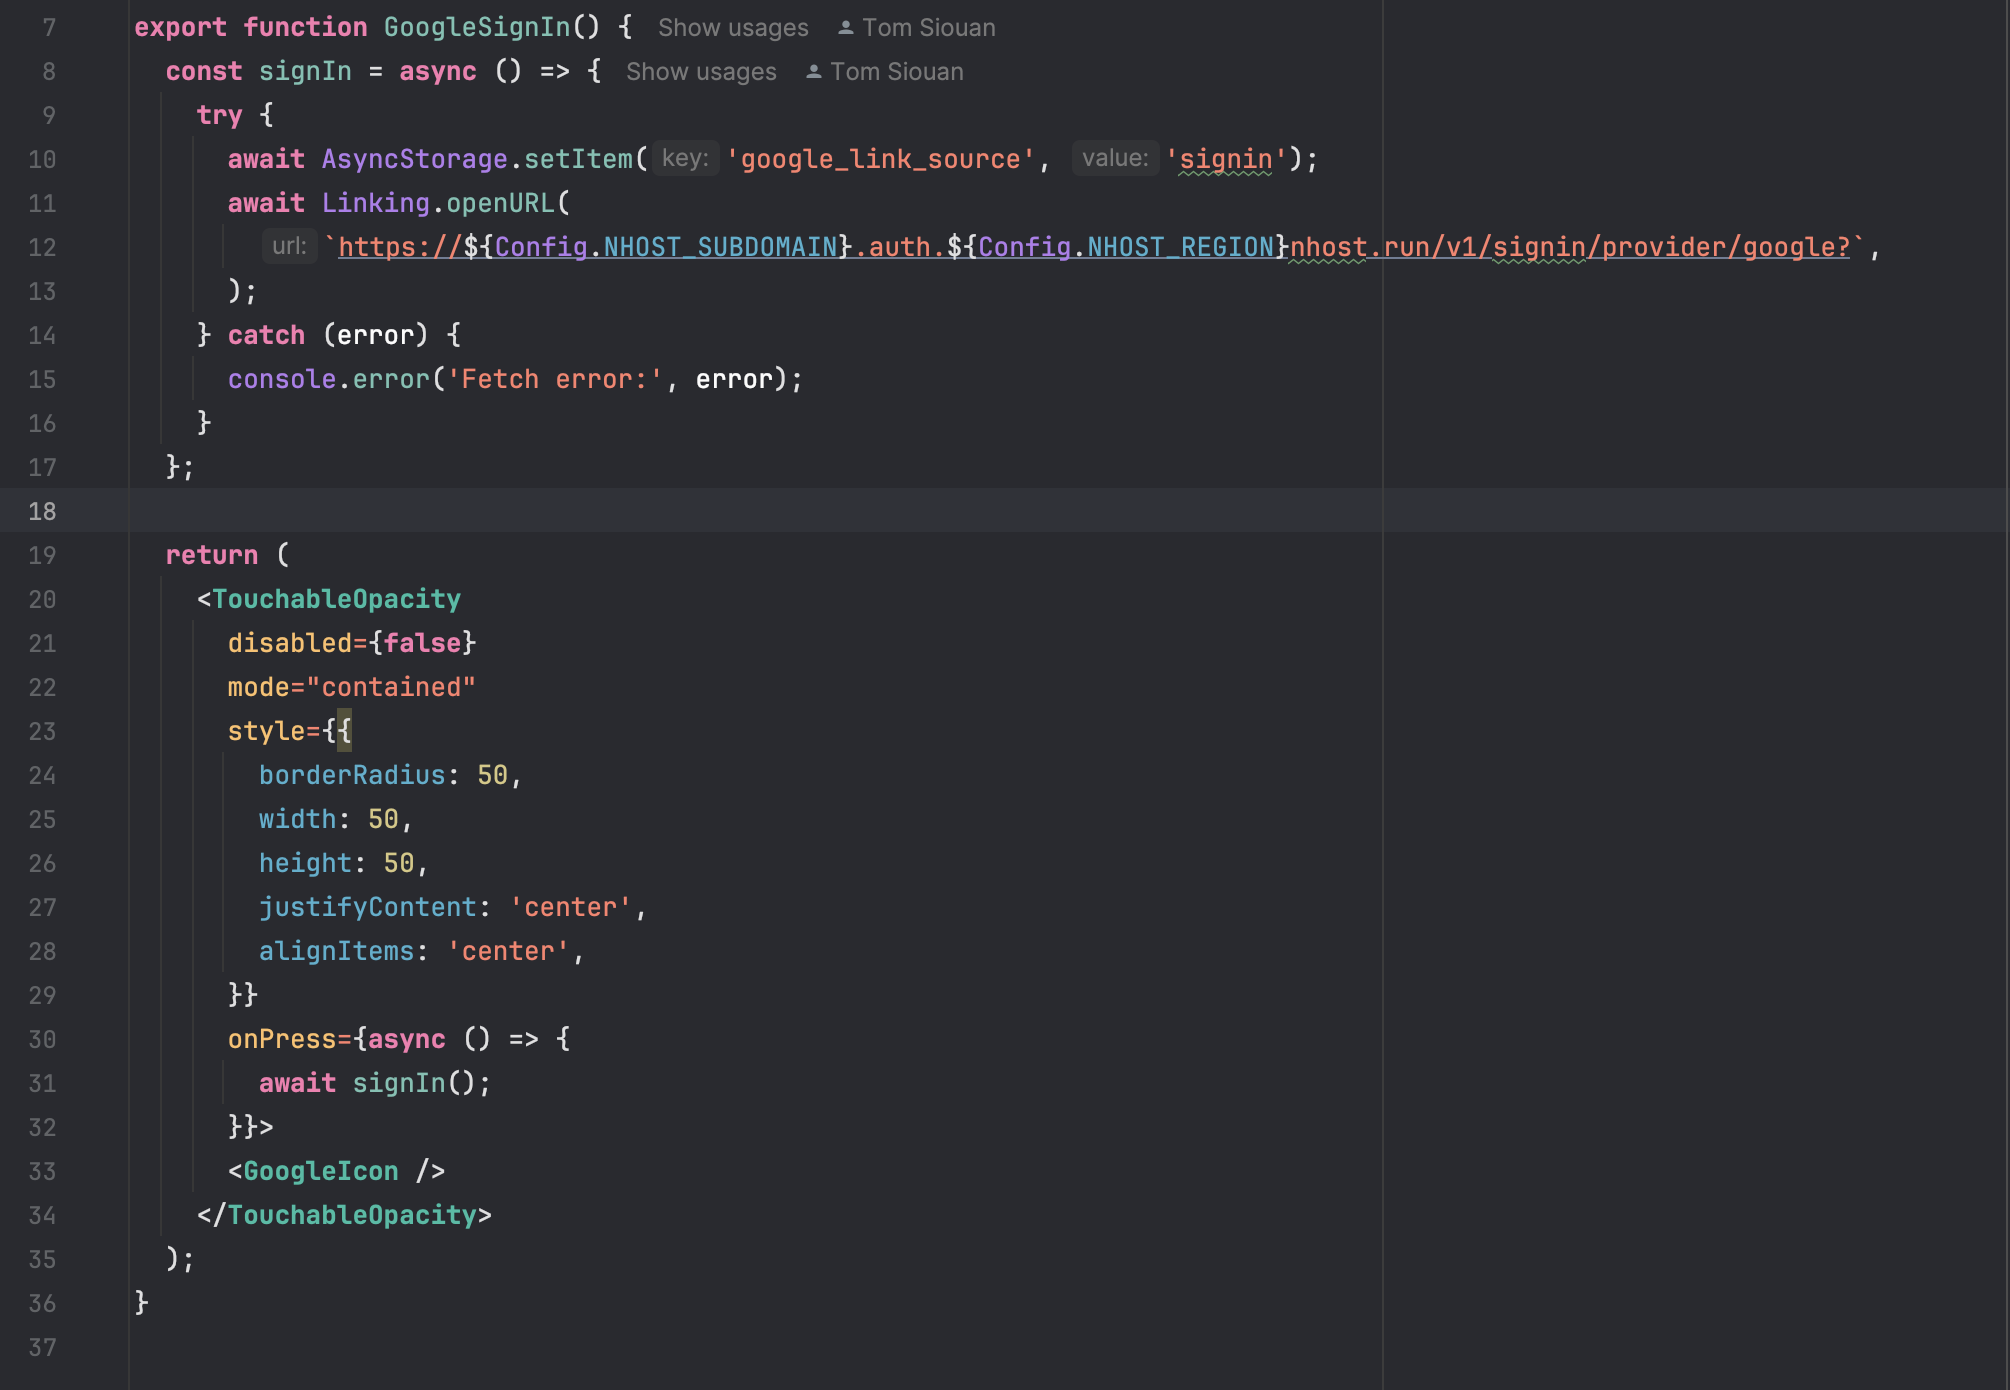 7 export function GoogleSignIn() { Show usages Tom Siouan
8 const signIn = async () => { Show usages Tom Siouan
9 try {
10 await AsyncStorage.setItem( key: 'google_link_source', value: 'signin');
11 await Linking.openURL(
12 url: `https://${Config.NHOST_SUBDOMAIN}.auth.${Config.NHOST_REGION}nhost.run/v1/signin/provider/google?`,
13 );
14 } catch (error) {
15 console.error('Fetch error:', error);
16 }
17 };
18
19 return (
20 <TouchableOpacity
21 disabled={false}
22 mode="contained"
23 style={{
24 borderRadius: 50,
25 width: 50,
26 height: 50,
27 justifyContent: 'center',
28 alignItems: 'center',
29 }}
30 onPress={async () => {
31 await signIn();
32 }}>
33 <GoogleIcon />
34 </TouchableOpacity>
35 );
36 }
37